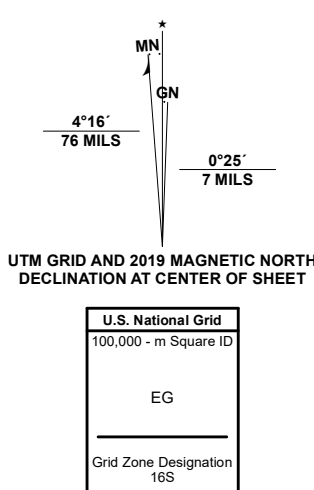 MN
GN
4°16´
76 MILS
0°25´
7 MILS
UTM GRID AND 2019 MAGNETIC NORTH
DECLINATION AT CENTER OF SHEET
U.S. National Grid
100,000 - m Square ID
EG
Grid Zone Designation
16S